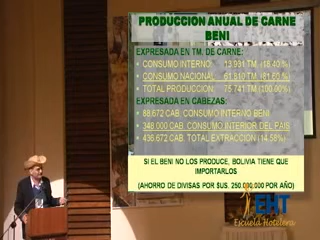 PRODUCCION ANUAL DE CARNE
BENI
EXPRESADA EN TM. DE CARNE:
• CONSUMO INTERNO: 13.931 TM. (18.40 %)
• CONSUMO NACIONAL: 61.810 TM. (81.60 %)
• TOTAL PRODUCCION: 75.741 TM. (100.00%)
EXPRESADA EN CABEZAS:
• 88.672 CAB. CONSUMO INTERNO BENI
• 348.000 CAB. CONSUMO INTERIOR DEL PAIS
• 436.672 CAB. TOTAL EXTRACCION (14.56%)
SI EL BENI NO LOS PRODUCE, BOLIVIA TIENE QUE
IMPORTARLOS
(AHORRO DE DIVISAS POR $US. 250.000.000 POR AÑO)
EHT
Escuela Hotelera